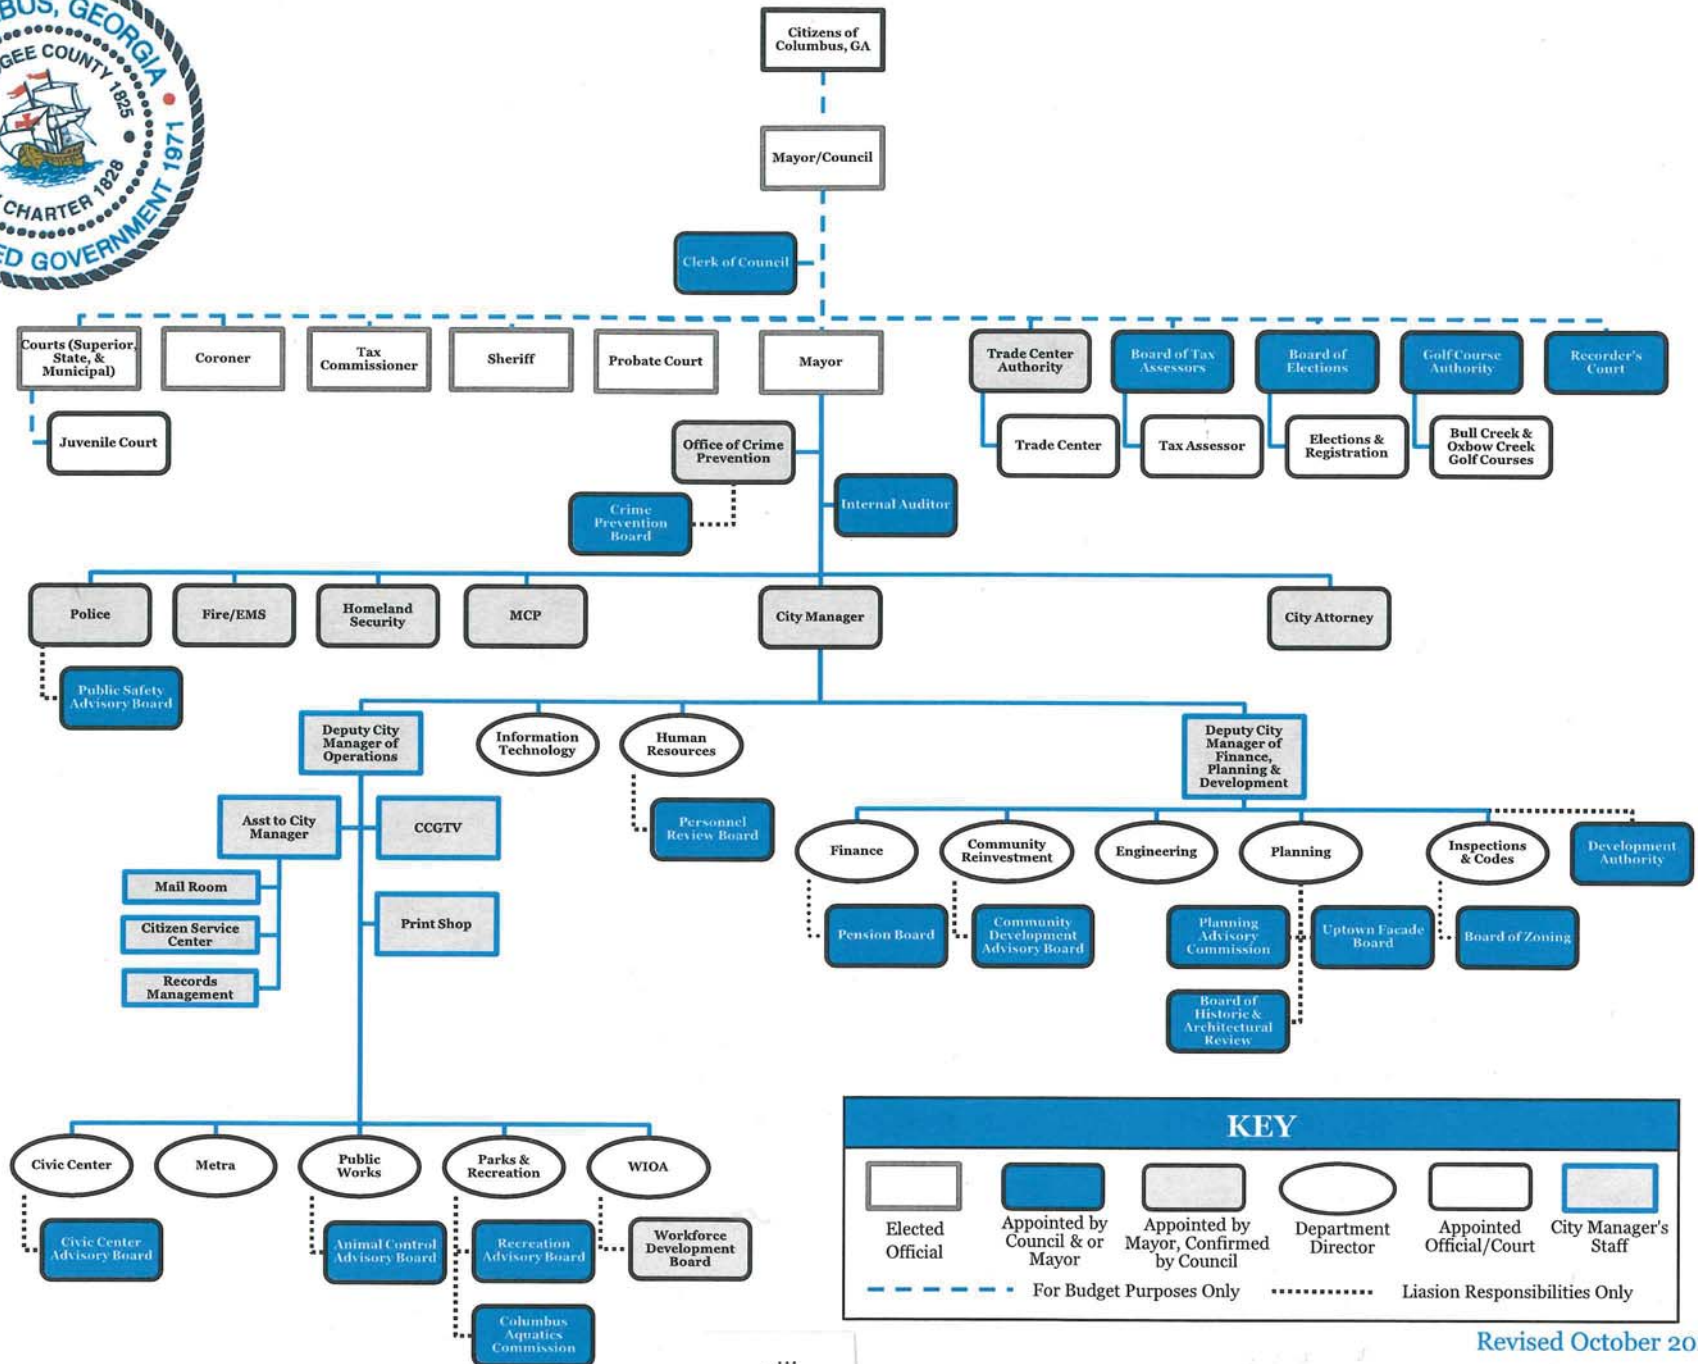 BUS, GEORGIA
GEE COUNTY 1825
CHARTER 1828
ED GOVERNMENT 1971
Citizens of
Columbus, GA
Mayor/Council
Clerk of Council
Courts (Superior,
State, &
Municipal)
Coroner
Tax
Commissioner
Sheriff
Probate Court
Mayor
Trade Center
Authority
Board of Tax
Assessors
Board of
Elections
Golf Course
Authority
Recorder's
Court
Juvenile Court
Office of Crime
Prevention
Trade Center
Tax Assessor
Elections &
Registration
Bull Creek &
Oxbow Creek
Golf Courses
Crime
Prevention
Board
Internal Auditor
Police
Fire/EMS
Homeland
Security
MCP
City Manager
City Attorney
Public Safety
Advisory Board
Deputy City
Manager of
Operations
Information
Technology
Human
Resources
Deputy City
Manager of
Finance,
Planning &
Development
Asst to City
Manager
CCGTV
Personnel
Review Board
Finance
Community
Reinvestment
Engineering
Planning
Inspections
& Codes
Development
Authority
Mail Room
Citizen Service
Center
Records
Management
Print Shop
Pension Board
Community
Development
Advisory Board
Planning
Advisory
Commission
Uptown Facade
Board
Board of Zoning
Board of
Historic &
Architectural
Review
Civic Center
Metra
Public
Works
Parks &
Recreation
WIOA
Civic Center
Advisory Board
Animal Control
Advisory Board
Recreation
Advisory Board
Workforce
Development
Board
Columbus
Aquatics
Commission
KEY
Elected
Official
Appointed by
Council & or
Mayor
Appointed by
Mayor, Confirmed
by Council
Department
Director
Appointed
Official/Court
City Manager's
Staff
For Budget Purposes Only
Liasion Responsibilities Only
Revised October 20